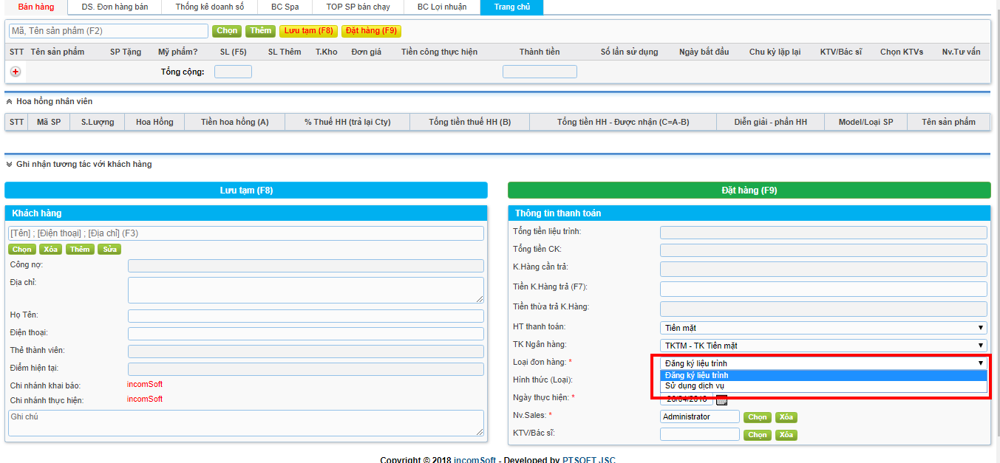 Bán hàng DS. Đơn hàng bán Thống kê doanh số BC Spa TOP SP bán chạy BC Lợi nhuận Trang chủ
Mã, Tên sản phẩm (F2) Chọn Thêm Lưu tạm (F8) Đặt hàng (F9)
STT Tên sản phẩm SP Tặng Mỹ phẩm? SL (F5) SL Thêm T.Kho Đơn giá Tiền công thực hiện Thành tiền Số lần sử dụng Ngày bắt đầu Chu kỳ lặp lại KTV/Bác sĩ Chọn KTVs Nv.Tư vấn
Tổng cộng:
Hoa hồng nhân viên
STT Mã SP S.Lượng Hoa Hồng Tiền hoa hồng (A) % Thuế HH (trả lại Cty) Tổng tiền thuế HH (B) Tổng tiền HH - Được nhận (C=A-B) Diễn giải - phần HH Model/Loại SP Tên sản phẩm
Ghi nhận tương tác với khách hàng
Lưu tạm (F8)
Khách hàng
[Tên] ; [Điện thoại] ; [Địa chỉ] (F3)
Chọn Xóa Thêm Sửa
Công nợ:
Địa chỉ:
Họ Tên:
Điện thoại:
Thẻ thành viên:
Điểm hiện tại:
Chi nhánh khai báo: incomSoft
Chi nhánh thực hiện: incomSoft
Ghi chú
Đặt hàng (F9)
Thông tin thanh toán
Tổng tiền liệu trình:
Tổng tiền CK:
K.Hàng cần trả:
Tiền K.Hàng trả (F7):
Tiền thừa trả K.Hàng:
HT thanh toán: Tiền mặt
TK Ngân hàng: TKTM - TK Tiền mặt
Loại đơn hàng: * Đăng ký liệu trình
Đăng ký liệu trình
Hình thức (Loại): Sử dụng dịch vụ
Ngày thực hiện: *
Nv.Sales: * Administrator Chọn Xóa
KTV/Bác sĩ: Chọn Xóa
Copyright © 2018 incomSoft - Developed by PTSOFT JSC